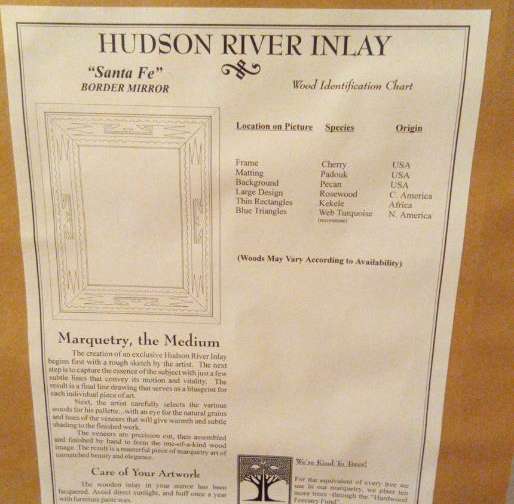 HUDSON RIVER INLAY
"Santa Fe"
BORDER MIRROR
Wood Identification Chart
Location on Picture Species Origin
Frame Cherry USA
Matting Padouk USA
Background Pecan USA
Large Design Rosewood C. America
Thin Rectangles Kekele Africa
Blue Triangles Web Turquoise N. America
(Woods May Vary According to Availability)
Marquetry, the Medium
The creation of an exclusive Hudson River Inlay
begins first with a rough sketch by the artist. The next
step is to capture the essence of the subject with just a few
subtle lines that convey its motion and vitality. The
result is a final line drawing that serves as a blueprint for
each individual piece of art.
Next, the artist carefully selects the various
woods for his pallette...with an eye for the natural grains
and hues of the veneers that will give warmth and subtle
shading to the finished work.
The veneers are precision cut, then assembled
and finished by hand to form the one-of-a-kind wood
image. The result is a masterful piece of marquetry art of
unmatched beauty and elegance.
Care of Your Artwork
The wooden inlay in your mirror has been
lacquered. Avoid direct sunlight, and buff once a year
with furniture paste wax.
We're Kind To Trees!
For that equivalent of every tree we
use in our marquetry, we plant ten
more trees through the "Hardwood
Forestry Fund"